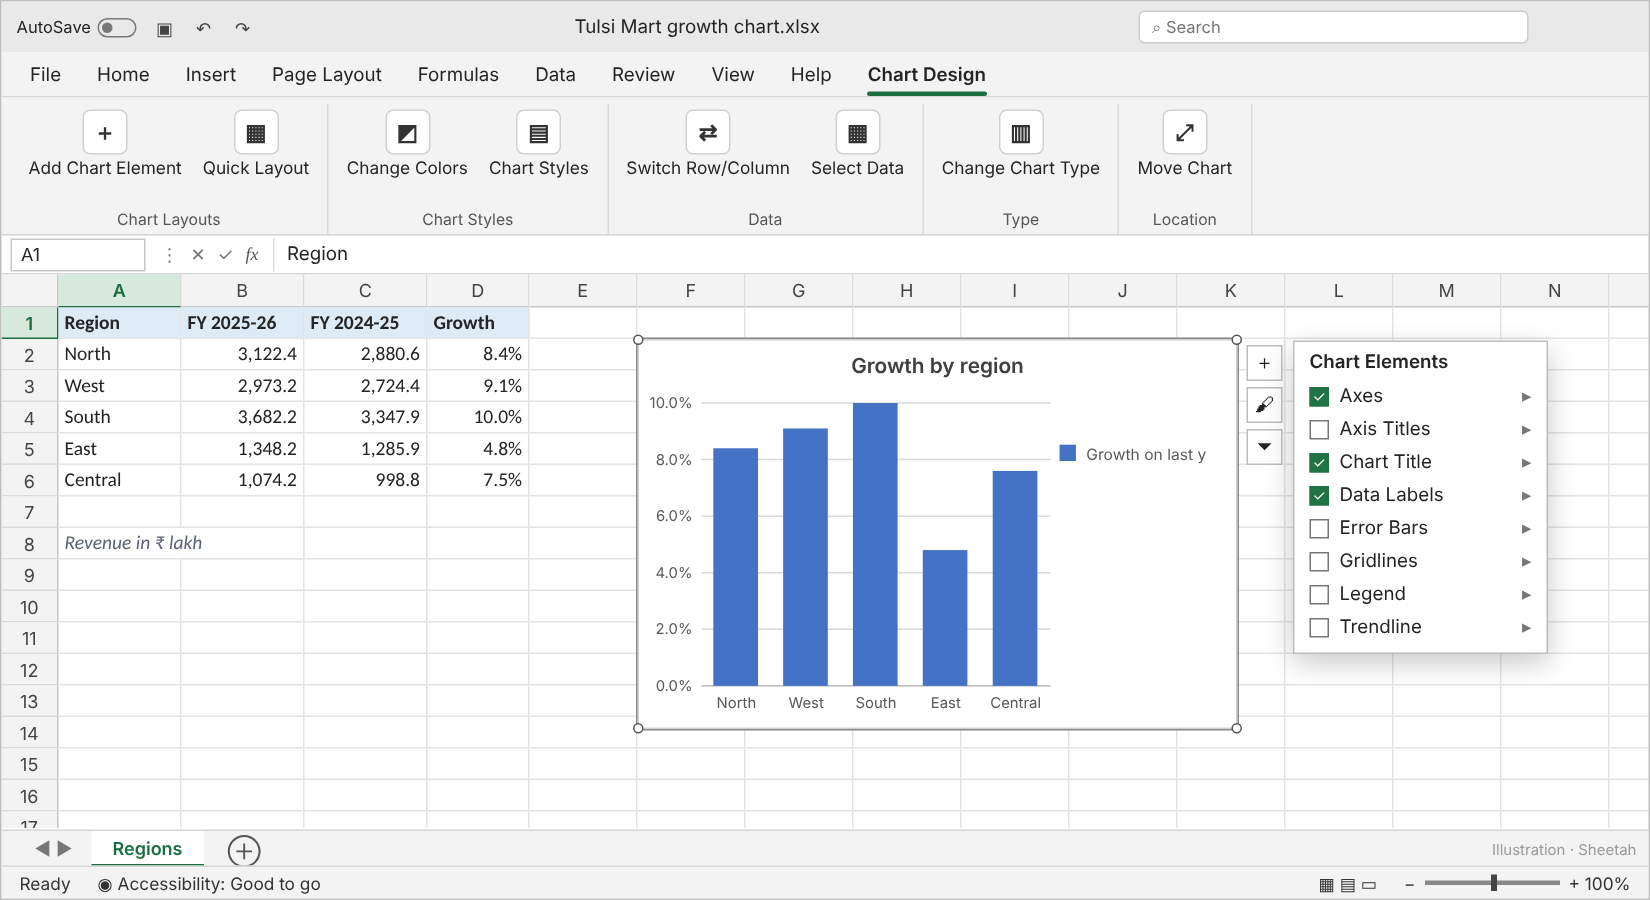 AutoSave
Tulsi Mart growth chart.xlsx
Search
File Home Insert Page Layout Formulas Data Review View Help Chart Design
Add Chart Element Quick Layout Change Colors Chart Styles Switch Row/Column Select Data Change Chart Type Move Chart
Chart Layouts Chart Styles Data Type Location
A1 fx Region
A B C D E F G H I J K L M N
1 Region FY 2025-26 FY 2024-25 Growth
2 North 3,122.4 2,880.6 8.4%
3 West 2,973.2 2,724.4 9.1%
4 South 3,682.2 3,347.9 10.0%
5 East 1,348.2 1,285.9 4.8%
6 Central 1,074.2 998.8 7.5%
7
8 Revenue in ₹ lakh
9
10
11
12
13
14
15
16
17
Growth by region
10.0%
8.0%
6.0%
4.0%
2.0%
0.0%
North West South East Central
Growth on last y
+
Chart Elements
Axes
Axis Titles
Chart Title
Data Labels
Error Bars
Gridlines
Legend
Trendline
Regions
Illustration · Sheetah
Ready Accessibility: Good to go
− + 100%